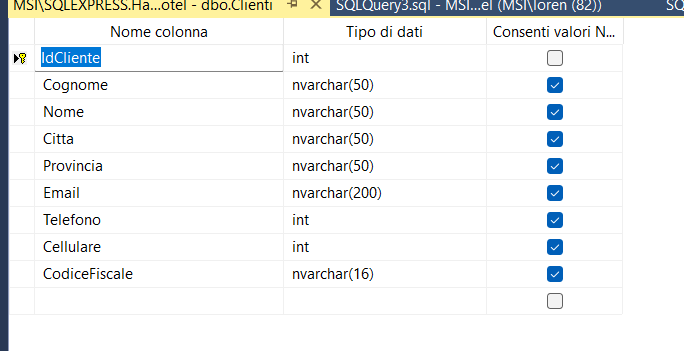 MSI\SQLEXPRESS.Ha...otel - dbo.Clienti SQLQuery3.sql - MSI...el (MSI\loren (82)) SQ
Nome colonna Tipo di dati Consenti valori N...
IdCliente int
Cognome nvarchar(50)
Nome nvarchar(50)
Citta nvarchar(50)
Provincia nvarchar(50)
Email nvarchar(200)
Telefono int
Cellulare int
CodiceFiscale nvarchar(16)